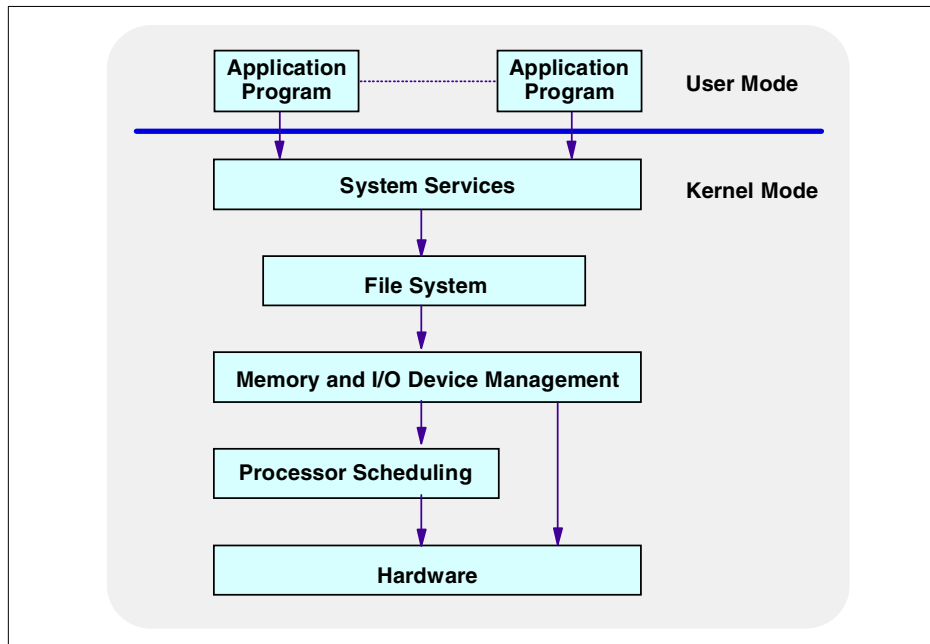 Application
Program
Application
Program
User Mode
System Services
Kernel Mode
File System
Memory and I/O Device Management
Processor Scheduling
Hardware